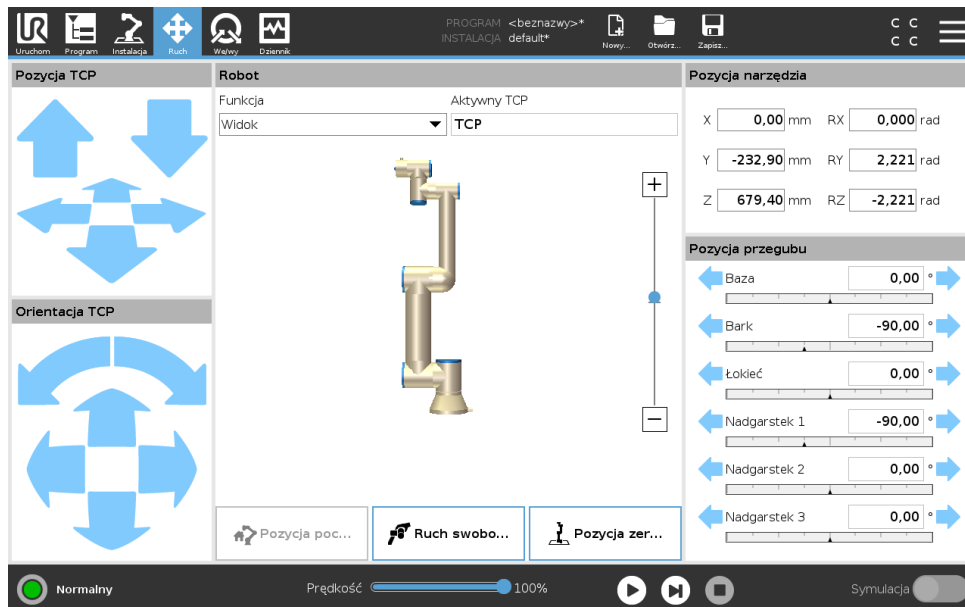 UR
PROGRAM <beznazwy>*
INSTALACJA default*
C C
C C
Uruchom Program Instalacja Ruch We/wy Dziennik Nowy... Otwórz... Zapisz...
Pozycja TCP
Orientacja TCP
Robot
Funkcja Aktywny TCP
Widok TCP
+
−
Pozycja poc... Ruch swobo... Pozycja zer...
Pozycja narzędzia
X 0,00 mm RX 0,000 rad
Y -232,90 mm RY 2,221 rad
Z 679,40 mm RZ -2,221 rad
Pozycja przegubu
Baza 0,00 °
Bark -90,00 °
Łokieć 0,00 °
Nadgarstek 1 -90,00 °
Nadgarstek 2 0,00 °
Nadgarstek 3 0,00 °
Normalny Prędkość 100% Symulacja